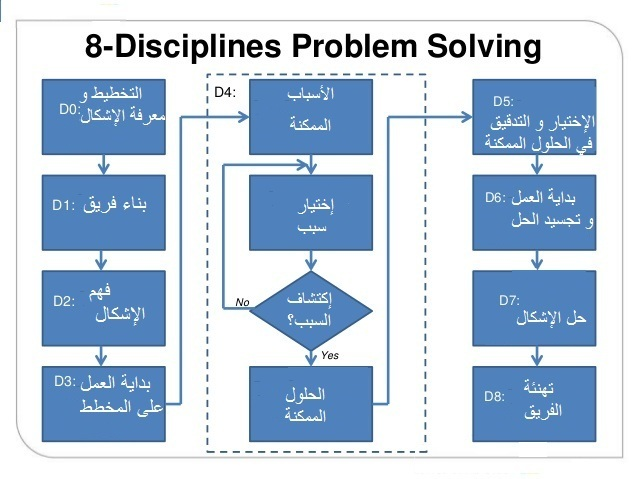 8-Disciplines Problem Solving
D0: التخطيط و
معرفة الإشكال
D1: بناء فريق
D2: فهم
الإشكال
D3: بداية العمل
على المخطط
D4:
الأسباب
الممكنة
إختيار
سبب
إكتشاف
السبب؟
No
Yes
الحلول
الممكنة
D5:
الإختيار و التدقيق
في الحلول الممكنة
D6: بداية العمل
و تجسيد الحل
D7:
حل الإشكال
D8: تهنئة
الفريق